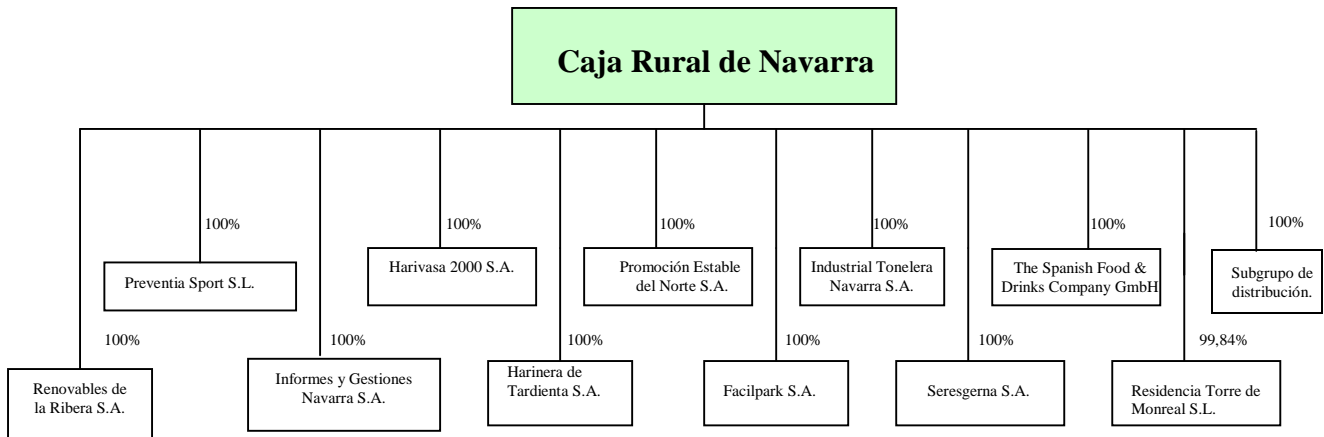 Caja Rural de Navarra
100%
Preventia Sport S.L.
100%
Harivasa 2000 S.A.
100%
Promoción Estable
del Norte S.A.
100%
Industrial Tonelera
Navarra S.A.
100%
The Spanish Food &
Drinks Company GmbH
100%
Subgrupo de
distribución.
100%
Renovables de
la Ribera S.A.
100%
Informes y Gestiones
Navarra S.A.
100%
Harinera de
Tardienta S.A.
100%
Facilpark S.A.
100%
Seresgerna S.A.
99,84%
Residencia Torre de
Monreal S.L.